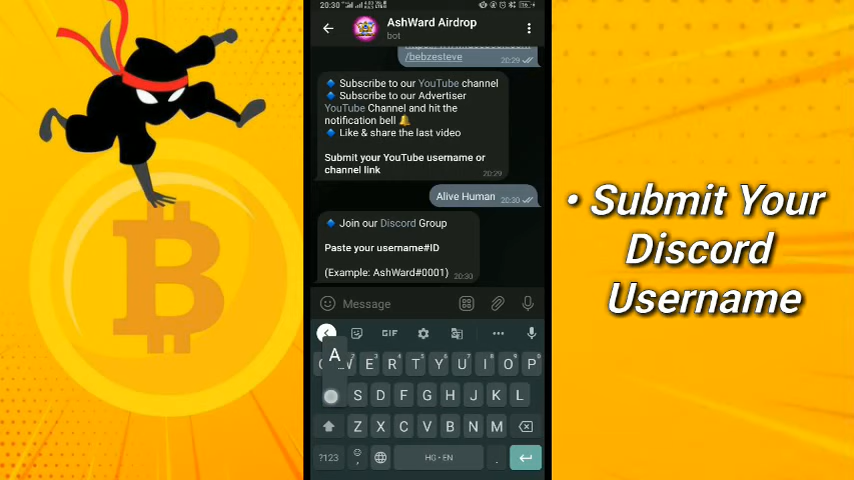 20:30
AshWard Airdrop
bot
/bebzesteve
20:29
🔷 Subscribe to our YouTube channel
🔷 Subscribe to our Advertiser
YouTube Channel and hit the
notification bell 🔔
🔷 Like & share the last video
Submit your YouTube username or
channel link
20:29
Alive Human 20:30
🔷 Join our Discord Group
Paste your username#ID
(Example: AshWard#0001) 20:30
Message
GIF
A
W E R T Y U I O P
S D F G H J K L
Z X C V B N M
?123 , HG • EN .
• Submit Your
Discord
Username